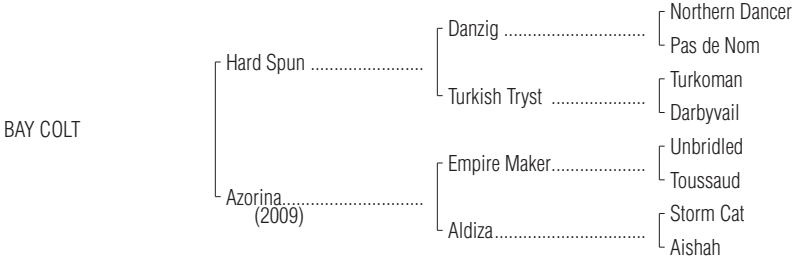 Northern Dancer
Danzig ..............................
Pas de Nom
Hard Spun ........................
Turkoman
Turkish Tryst ....................
Darbyvail
BAY COLT
Unbridled
Empire Maker....................
Toussaud
Azorina..............................
(2009)
Storm Cat
Aldiza................................
Aishah